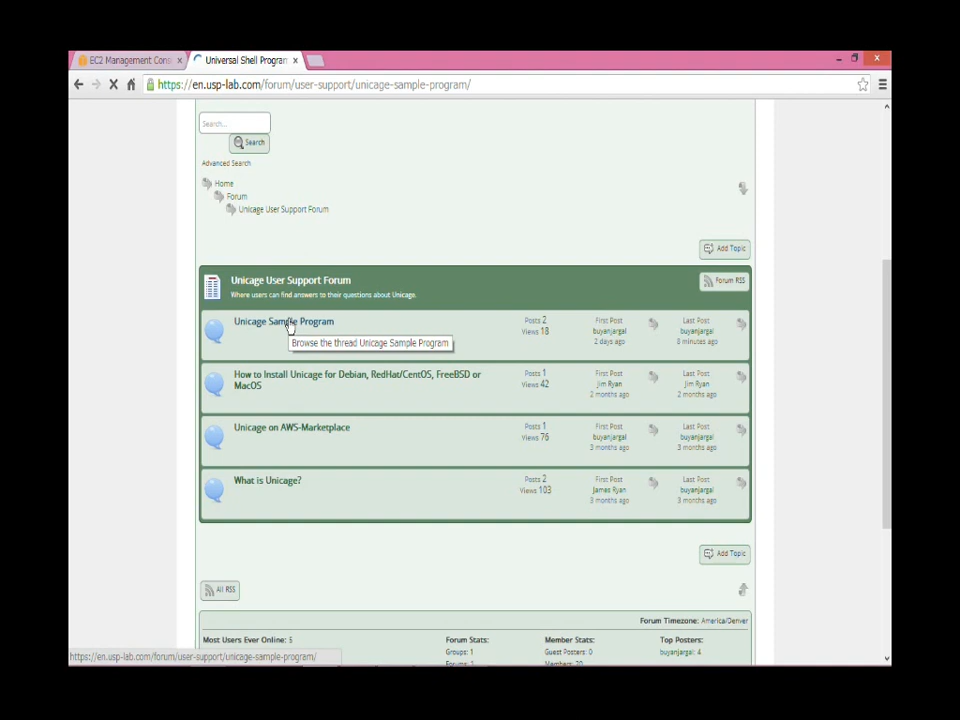 EC2 Management Cons
Universal Shell Program
https://en.usp-lab.com/forum/user-support/unicage-sample-program/
Search...
Search
Advanced Search
Home
Forum
Unicage User Support Forum
Add Topic
Unicage User Support Forum
Where users can find answers to their questions about Unicage.
Forum RSS
Unicage Sample Program
Browse the thread Unicage Sample Program
Posts 2
Views 18
First Post
buyanjargal
2 days ago
Last Post
buyanjargal
8 minutes ago
How to Install Unicage for Debian, RedHat/CentOS, FreeBSD or
MacOS
Posts 1
Views 42
First Post
Jim Ryan
2 months ago
Last Post
Jim Ryan
2 months ago
Unicage on AWS-Marketplace
Posts 1
Views 76
First Post
buyanjargal
3 months ago
Last Post
buyanjargal
3 months ago
What is Unicage?
Posts 2
Views 103
First Post
James Ryan
3 months ago
Last Post
buyanjargal
3 months ago
Add Topic
All RSS
Forum Timezone: America/Denver
Most Users Ever Online: 5
Forum Stats:
Groups: 1
Member Stats:
Guest Posters: 0
Top Posters:
buyanjargal: 4
https://en.usp-lab.com/forum/user-support/unicage-sample-program/